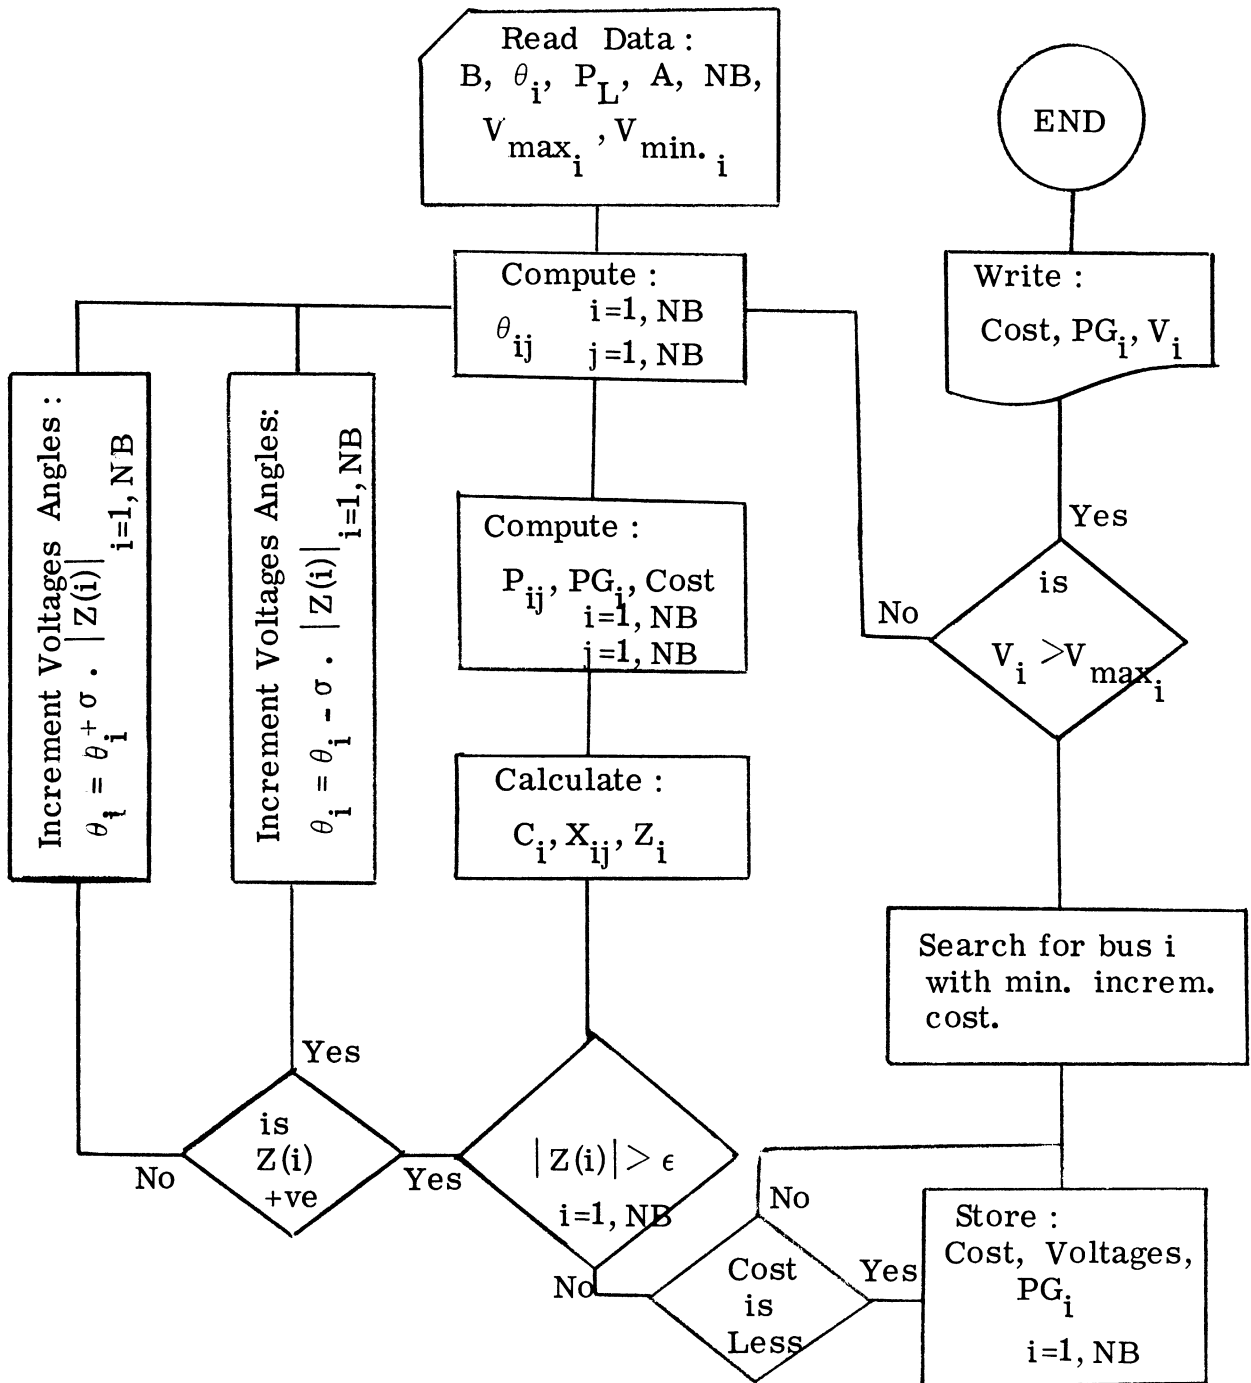 Read Data :
B, θi, PL, A, NB,
Vmaxi, Vmin.i
END
Compute :
θij i=1, NB
j=1, NB
Write :
Cost, PGi, Vi
Increment Voltages Angles :
θi = θi + σ . |Z(i)| i=1, NB
Increment Voltages Angles:
θi = θi - σ . |Z(i)| i=1, NB
Compute :
Pij, PGi, Cost
i=1, NB
j=1, NB
Yes
is
Vi >Vmaxi
No
Calculate :
Ci, Xij, Zi
Search for bus i
with min. increm.
cost.
Yes
is
Z(i)
+ve
No
Yes
|Z(i)| > ϵ
i=1, NB
No
No
Cost
is
Less
Yes
Store :
Cost, Voltages,
PGi
i=1, NB